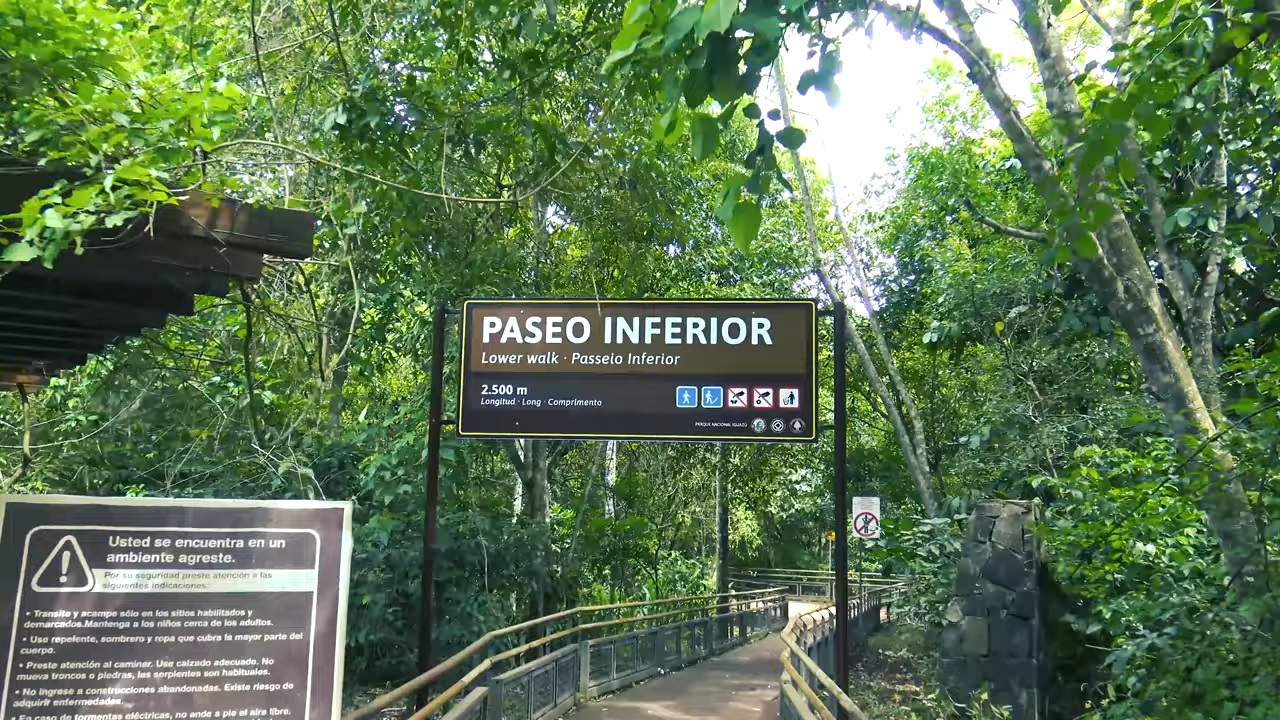 PASEO INFERIOR
Lower walk · Passeio Inferior
2.500 m
Longitud · Long · Comprimento
PARQUE NACIONAL IGUAZÚ
Usted se encuentra en un
ambiente agreste.
Por su seguridad preste atención a las
siguientes indicaciones.
• Transite y acampe sólo en los sitios habilitados y
demarcados.Mantenga a los niños cerca de los adultos.
• Use repelente, sombrero y ropa que cubra la mayor parte del
cuerpo.
• Preste atención al caminar. Use calzado adecuado. No
mueva troncos o piedras, las serpientes son habituales.
• No ingrese a construcciones abandonadas. Existe riesgo de
adquirir enfermedades.
• En caso de tormentas eléctricas, no ande a pie el aire libre.